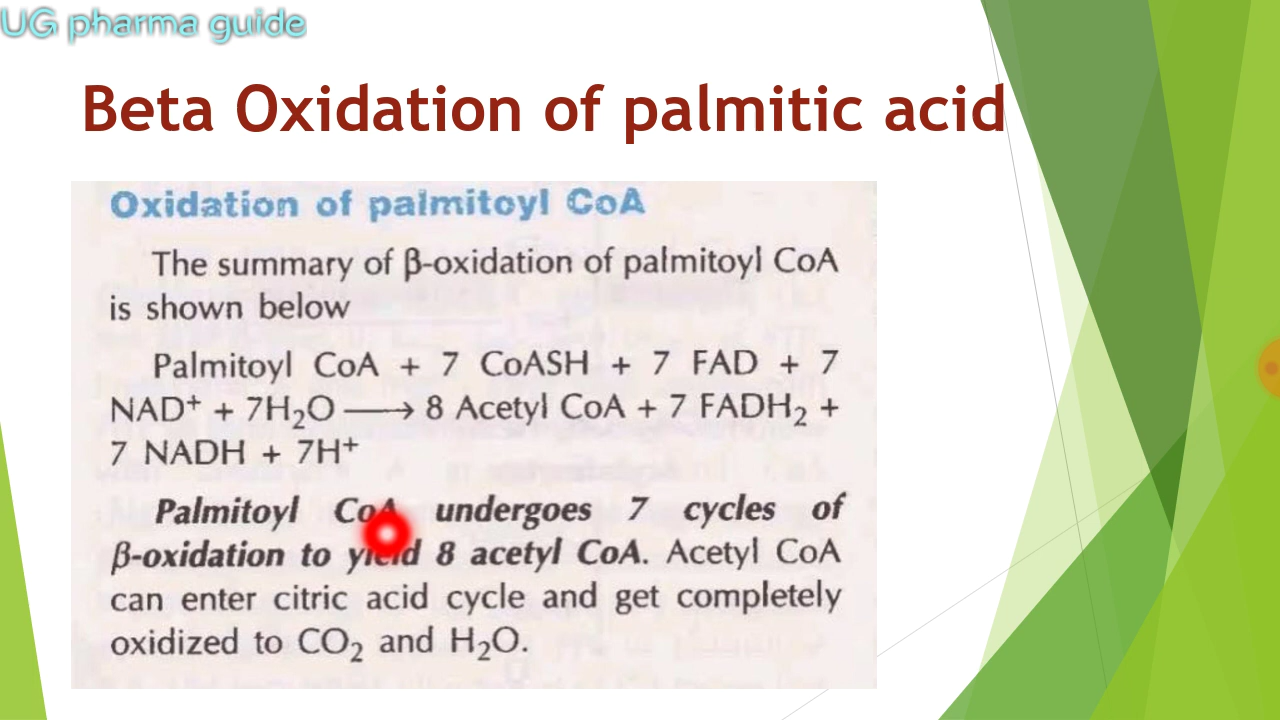 UG pharma guide
Beta Oxidation of palmitic acid
Oxidation of palmitoyl CoA
The summary of β-oxidation of palmitoyl CoA
is shown below
Palmitoyl CoA + 7 CoASH + 7 FAD + 7
NAD⁺ + 7H₂O ⟶ 8 Acetyl CoA + 7 FADH₂ +
7 NADH + 7H⁺
Palmitoyl CoA undergoes 7 cycles of
β-oxidation to yield 8 acetyl CoA. Acetyl CoA
can enter citric acid cycle and get completely
oxidized to CO₂ and H₂O.